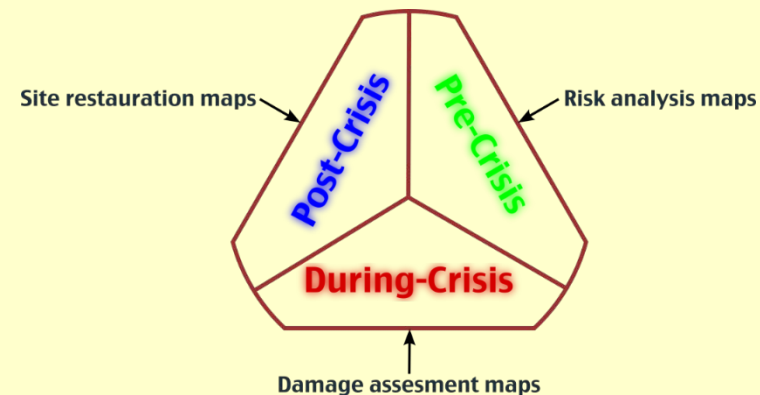 Site restauration maps
Post-Crisis
Pre-Crisis
Risk analysis maps
During-Crisis
Damage assesment maps